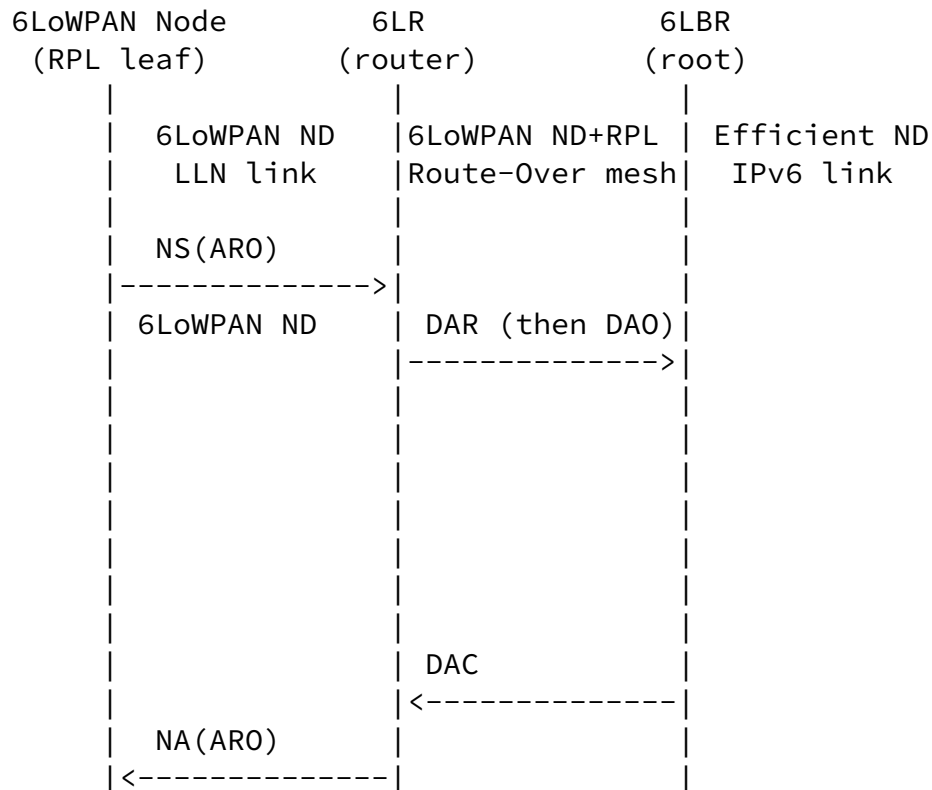 6LoWPAN Node 6LR 6LBR
(RPL leaf) (router) (root)
6LoWPAN ND 6LoWPAN ND+RPL Efficient ND
LLN link Route-Over mesh IPv6 link
NS(ARO)
6LoWPAN ND DAR (then DAO)
DAC
NA(ARO)